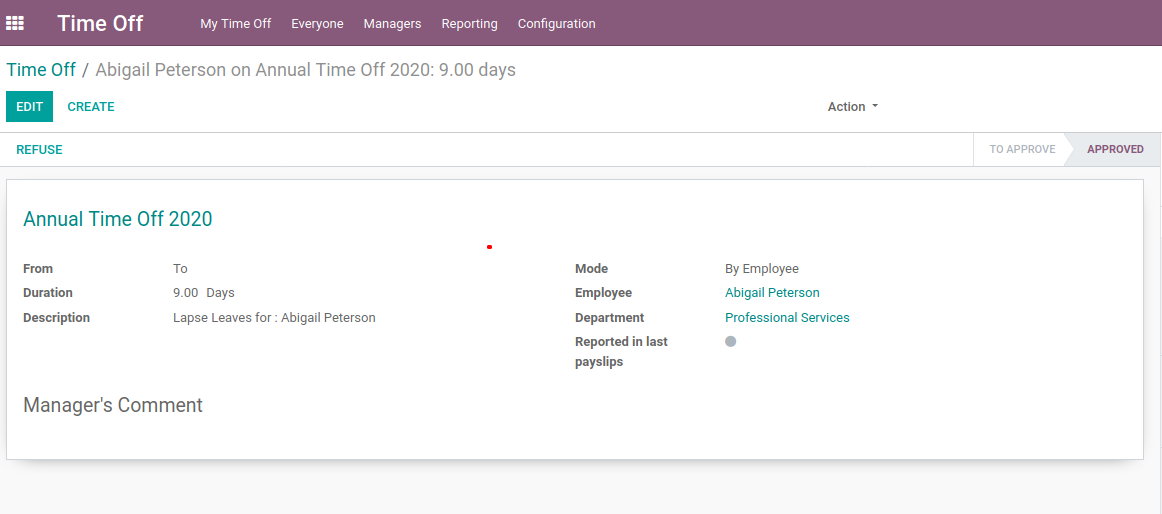 Time Off My Time Off Everyone Managers Reporting Configuration
Time Off / Abigail Peterson on Annual Time Off 2020: 9.00 days
EDIT CREATE Action
REFUSE TO APPROVE APPROVED
Annual Time Off 2020
From To Mode By Employee
Duration 9.00 Days Employee Abigail Peterson
Description Lapse Leaves for : Abigail Peterson Department Professional Services
Reported in last
payslips
Manager's Comment